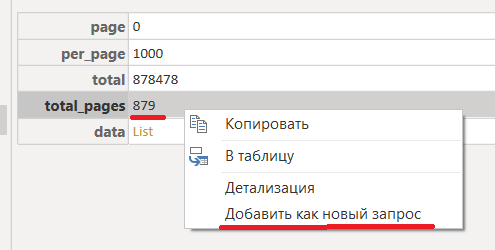 page 0
per_page 1000
total 878478
total_pages 879
data List
Копировать
В таблицу
Детализация
Добавить как новый запрос